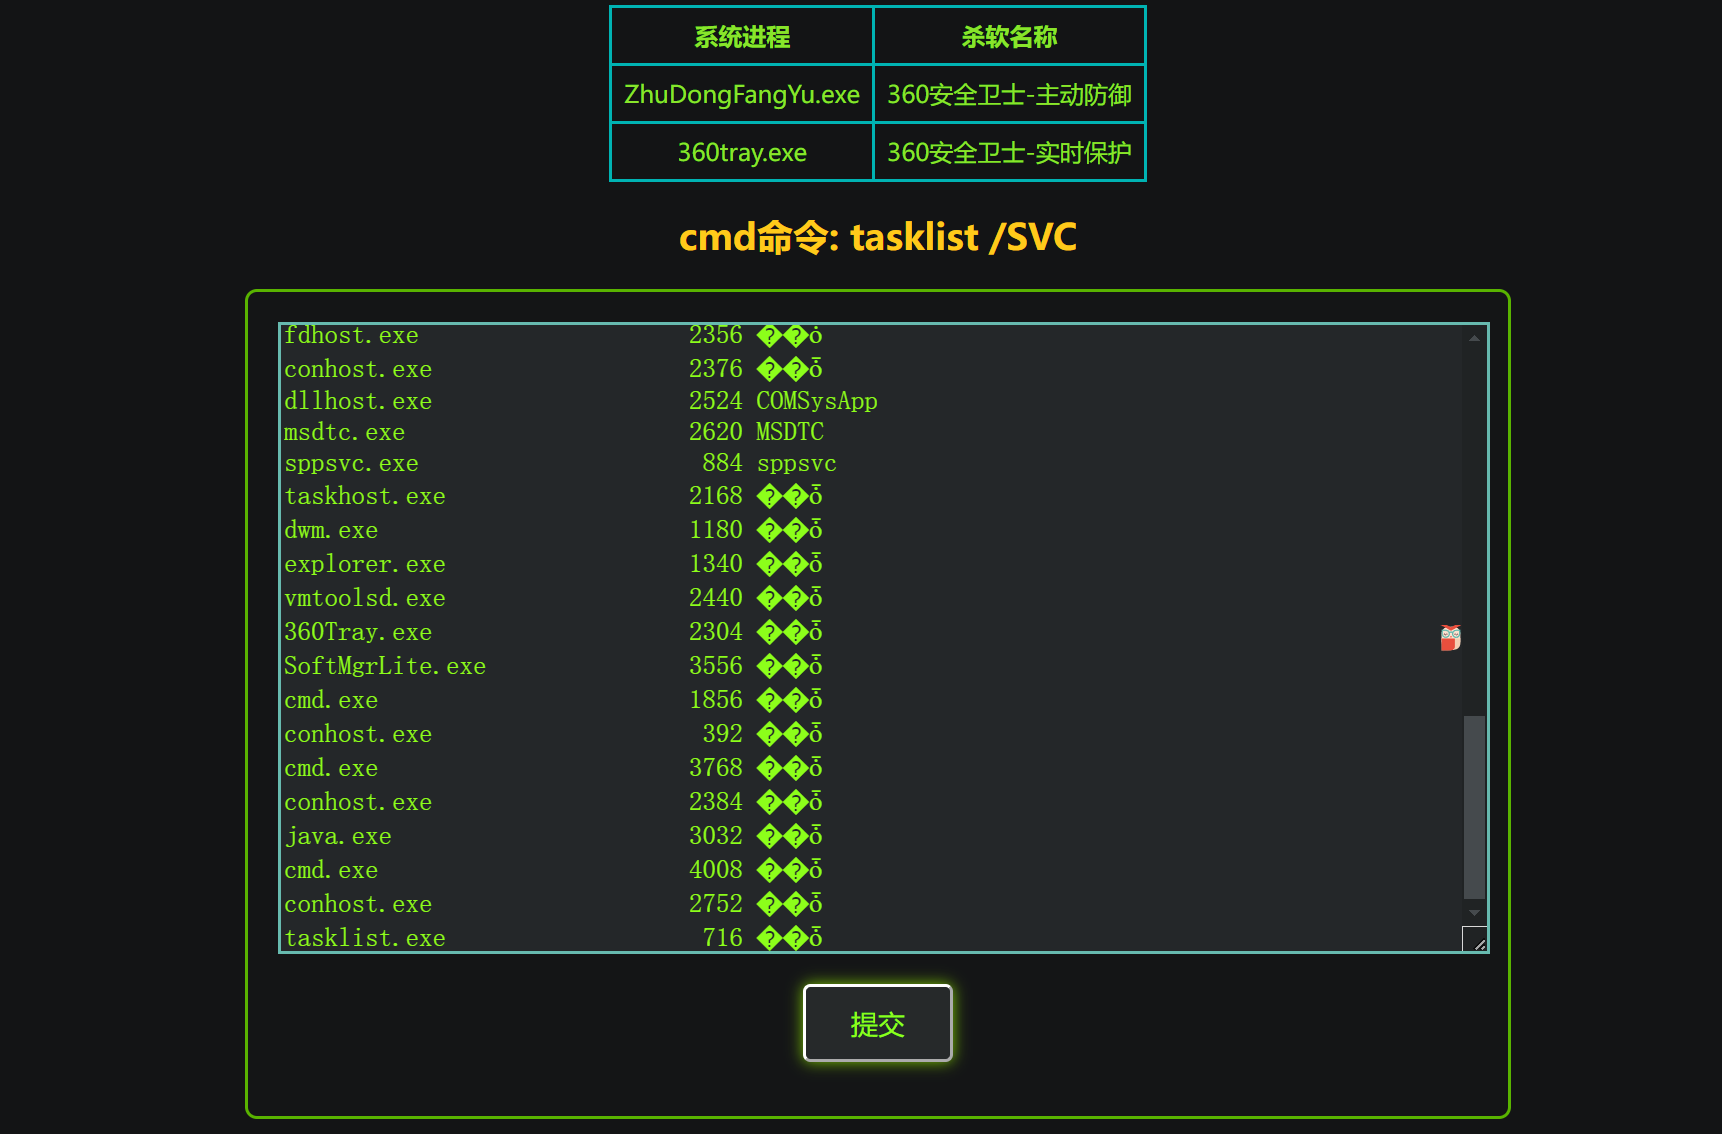 系统进程 杀软名称
ZhuDongFangYu.exe 360安全卫士-主动防御
360tray.exe 360安全卫士-实时保护
cmd命令: tasklist /SVC
fdhost.exe 2356 ��ȱ
conhost.exe 2376 ��ȱ
dllhost.exe 2524 COMSysApp
msdtc.exe 2620 MSDTC
sppsvc.exe 884 sppsvc
taskhost.exe 2168 ��ȱ
dwm.exe 1180 ��ȱ
explorer.exe 1340 ��ȱ
vmtoolsd.exe 2440 ��ȱ
360Tray.exe 2304 ��ȱ
SoftMgrLite.exe 3556 ��ȱ
cmd.exe 1856 ��ȱ
conhost.exe 392 ��ȱ
cmd.exe 3768 ��ȱ
conhost.exe 2384 ��ȱ
java.exe 3032 ��ȱ
cmd.exe 4008 ��ȱ
conhost.exe 2752 ��ȱ
tasklist.exe 716 ��ȱ
提交